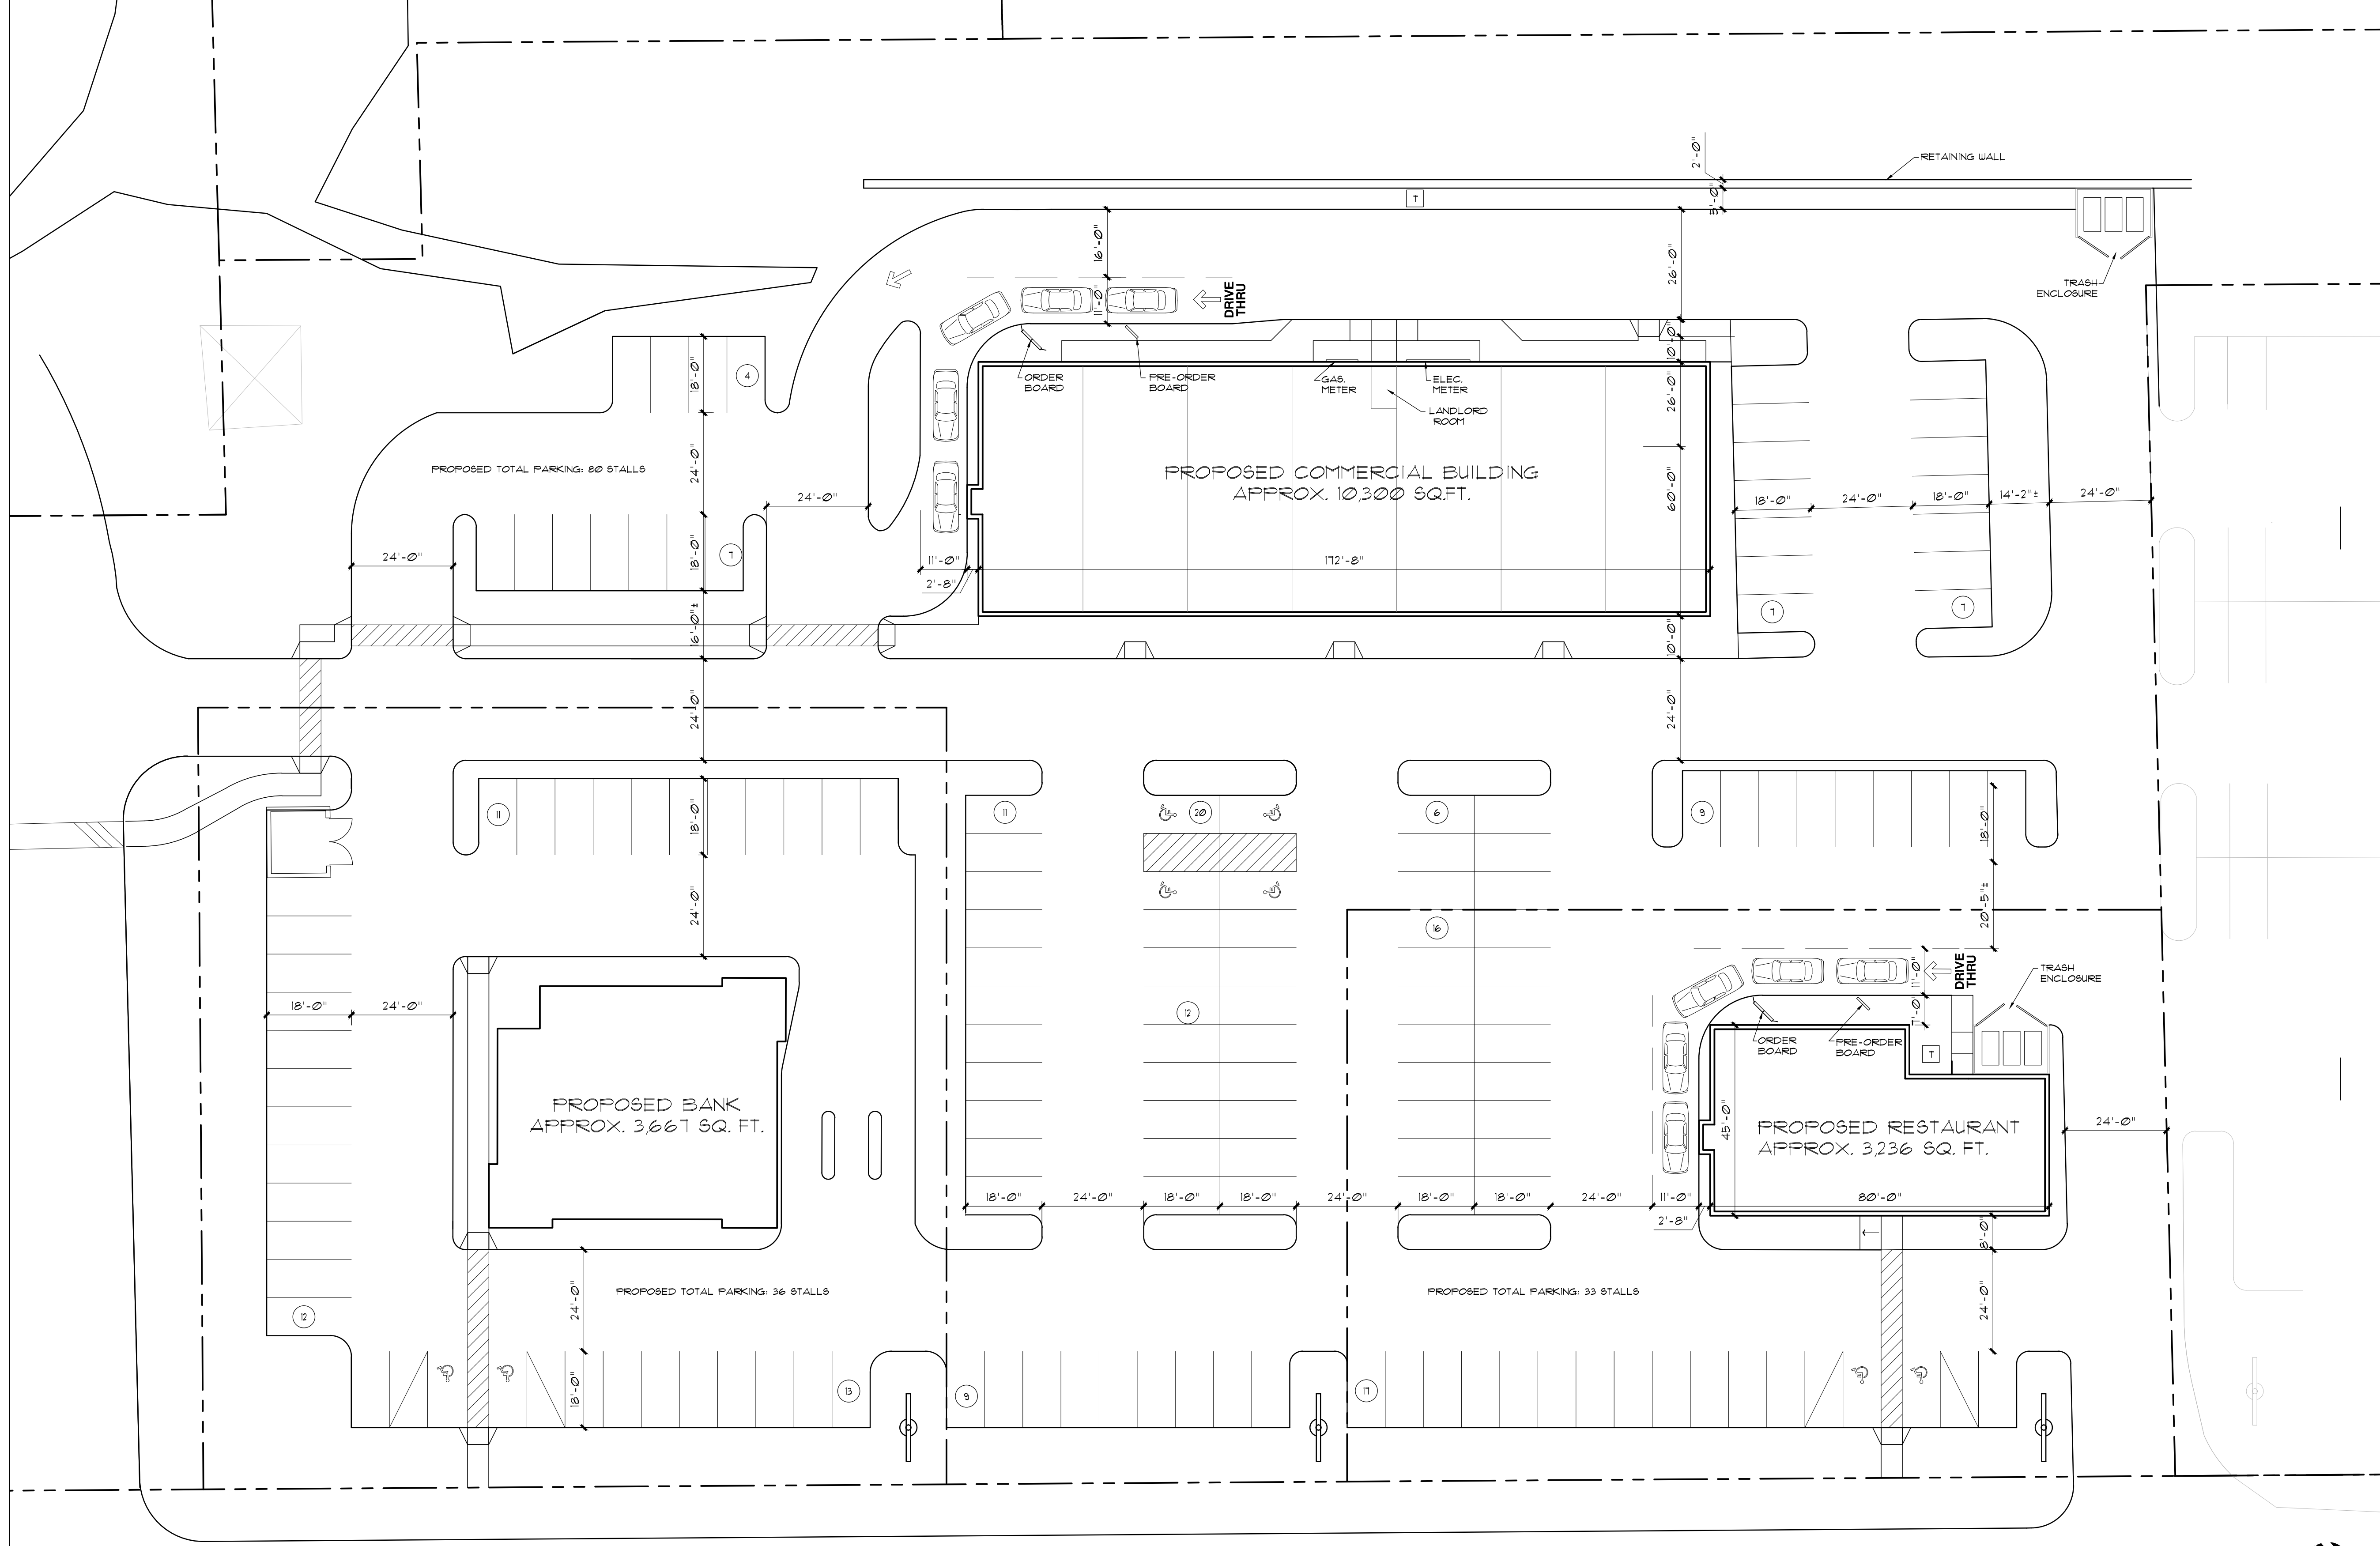 2'-0"
RETAINING WALL
5'-0"
T
16'-0"
26'-0"
11'-0"
DRIVE
THRU
TRASH
ENCLOSURE
18'-0"
4
ORDER
BOARD
PRE-ORDER
BOARD
GAS.
METER
ELEC.
METER
LANDLORD
ROOM
10'-0"
26'-0"
PROPOSED TOTAL PARKING: 80 STALLS
24'-0"
24'-0"
PROPOSED COMMERCIAL BUILDING
APPROX. 10,300 SQ.FT.
60'-0"
18'-0"
24'-0"
18'-0"
14'-2"±
24'-0"
24'-0"
18'-0"
7
11'-0"
2'-8"
172'-8"
7
7
16'-0"±
10'-0"
24'-0"
24'-0"
11
18'-0"
11
20
6
9
18'-0"
24'-0"
20'-5"±
16
18'-0"
24'-0"
12
11'-0"
7'-0"
DRIVE
THRU
TRASH
ENCLOSURE
ORDER
BOARD
PRE-ORDER
BOARD
T
PROPOSED BANK
APPROX. 3,667 SQ. FT.
45'-0"
PROPOSED RESTAURANT
APPROX. 3,236 SQ. FT.
24'-0"
18'-0"
24'-0"
18'-0"
18'-0"
24'-0"
18'-0"
18'-0"
24'-0"
11'-0"
2'-8"
80'-0"
8'-0"
24'-0"
PROPOSED TOTAL PARKING: 36 STALLS
PROPOSED TOTAL PARKING: 33 STALLS
24'-0"
12
18'-0"
13
9
17